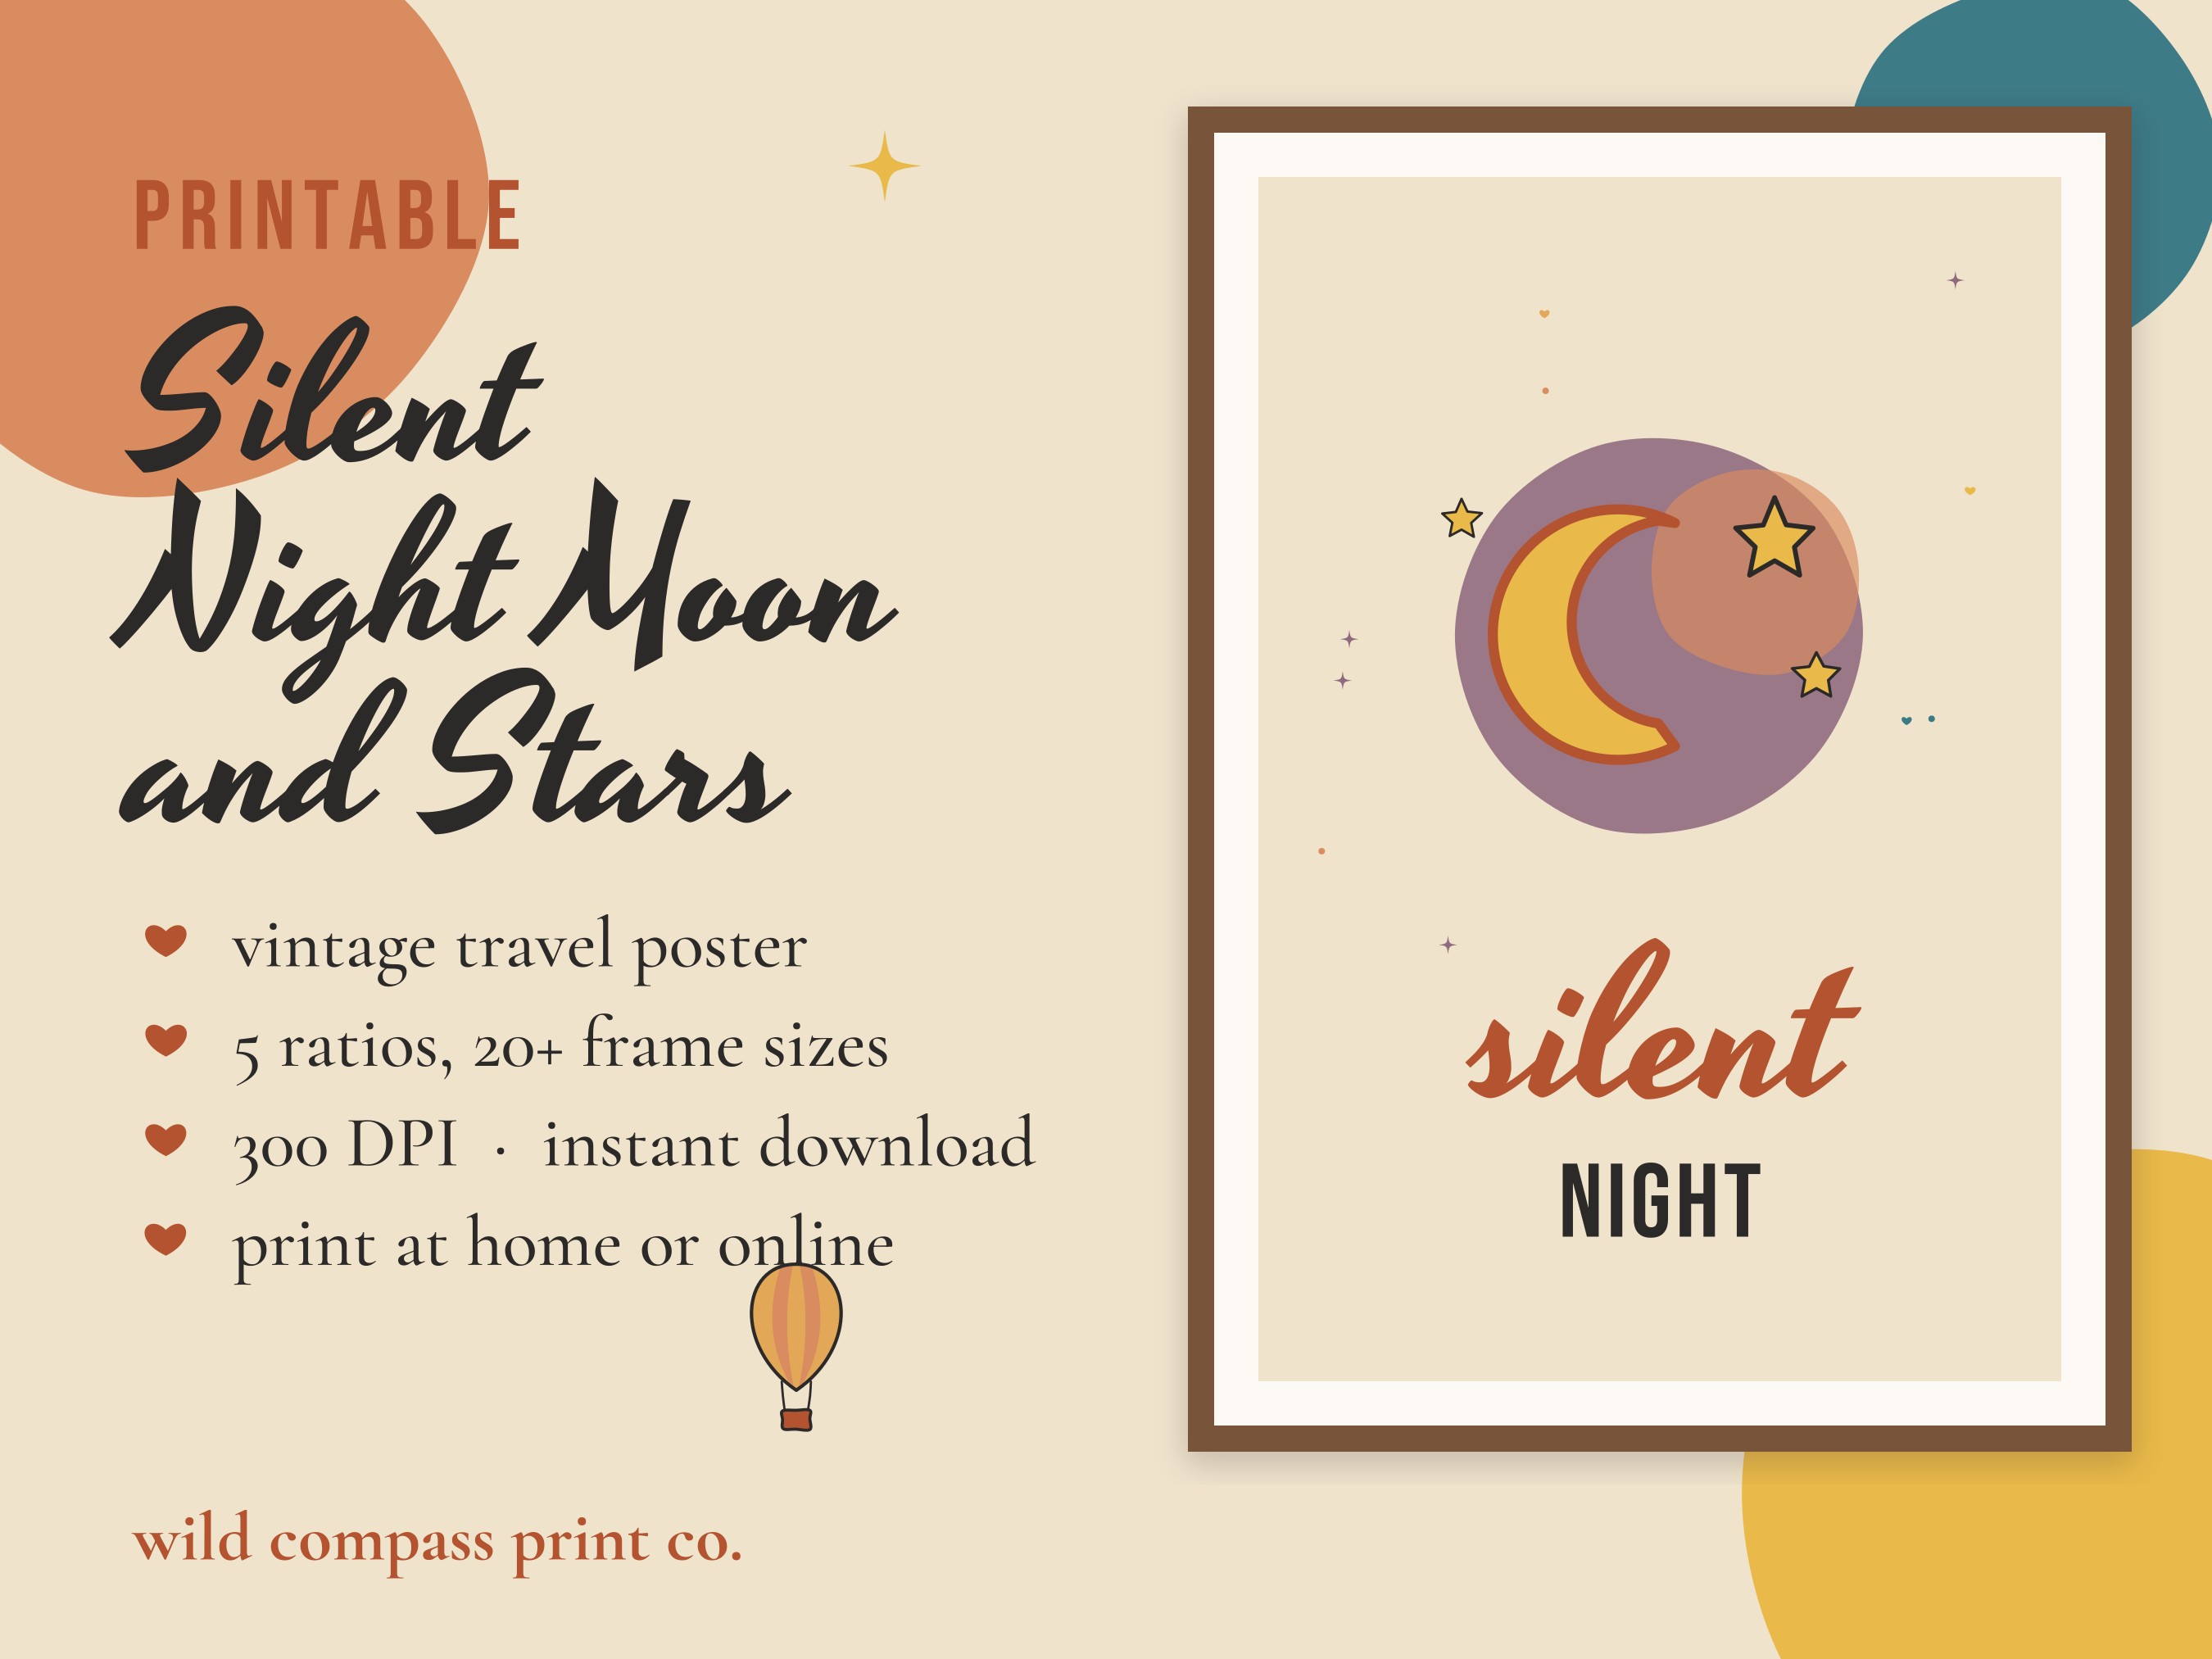 PRINTABLE
Silent
Night Moon
and Stars
vintage travel poster
5 ratios, 20+ frame sizes
300 DPI · instant download
print at home or online
wild compass print co.
silent
NIGHT